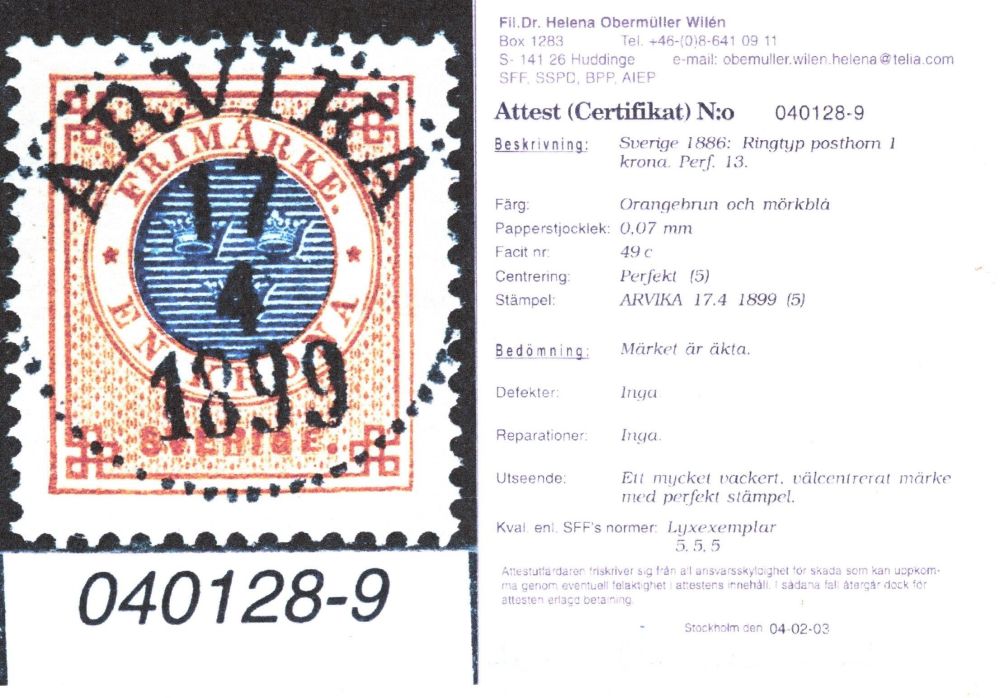 ARVIKA
FRIMÄRKE.
17
4
EN KRONA
1899
SVERIGE.
040128-9
Fil.Dr. Helena Obermüller Wilén
Box 1283 Tel. +46-(0)8-641 09 11
S- 141 26 Huddinge e-mail: obemuller.wilen.helena@telia.com
SFF, SSPD, BPP, AIEP
Attest (Certifikat) N:o 040128-9
Beskrivning: Sverige 1886: Ringtyp posthorn 1
krona. Perf. 13.
Färg: Orangebrun och mörkblå
Papperstjocklek: 0,07 mm
Facit nr: 49 c
Centrering: Perfekt (5)
Stämpel: ARVIKA 17.4 1899 (5)
Bedömning: Märket är äkta.
Defekter: Inga
Reparationer: Inga.
Utseende: Ett mycket vackert, välcentrerat märke
med perfekt stämpel.
Kval. enl. SFF's normer: Lyxexemplar
5, 5, 5
Attestutfärdaren friskriver sig från all ansvarsskyldighet för skada som kan uppkom-
ma genom eventuell felaktighet i attestens innehåll. I sådana fall återgår dock för
attesten erlagd betalning.
Stockholm den 04-02-03